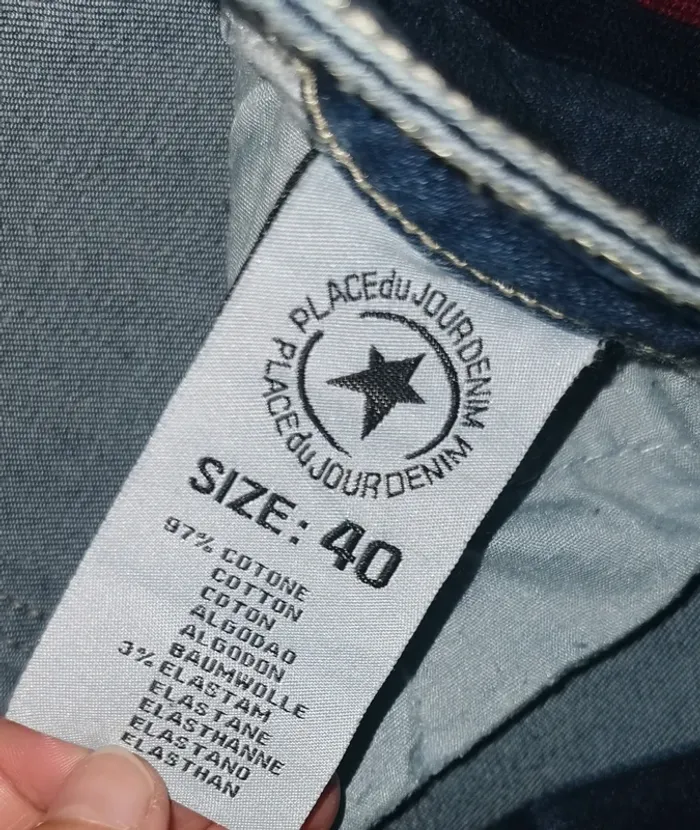 PLACEduJOURDENIM
PLACEduJOURDENIM
SIZE: 40
97% COTONE
COTTON
COTON
ALGODAO
ALGODON
BAUMWOLLE
3% ELASTAM
ELASTANE
ELASTHANNE
ELASTANO
ELASTHAN